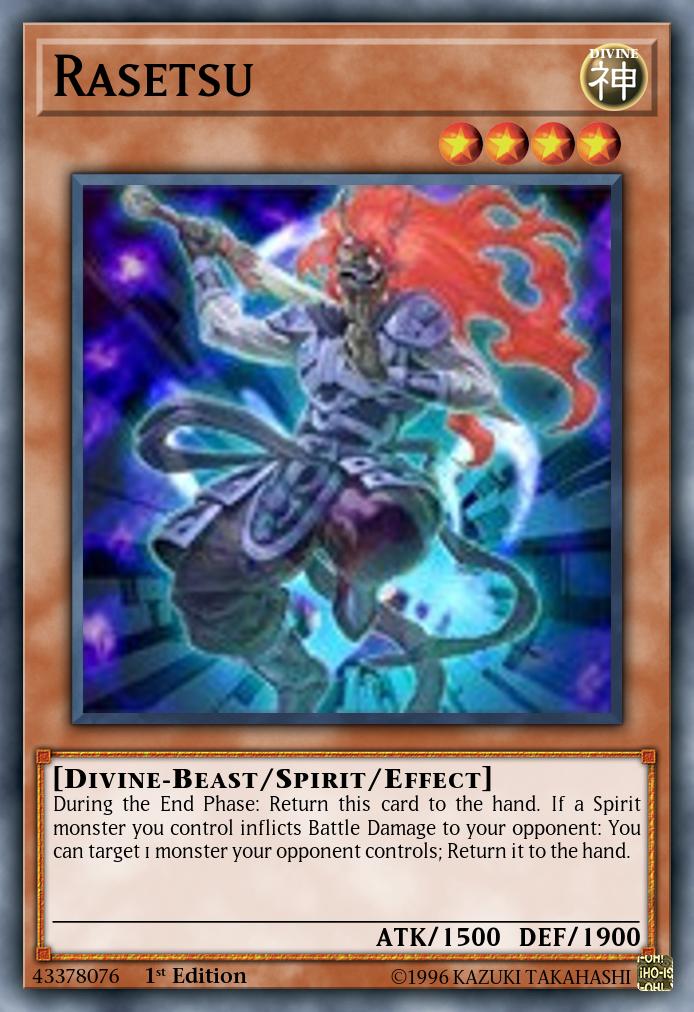 Rasetsu
DIVINE
神
[Divine-Beast/Spirit/Effect]
During the End Phase: Return this card to the hand. If a Spirit
monster you control inflicts Battle Damage to your opponent: You
can target 1 monster your opponent controls; Return it to the hand.
ATK/1500 DEF/1900
43378076 1st Edition ©1996 KAZUKI TAKAHASHI